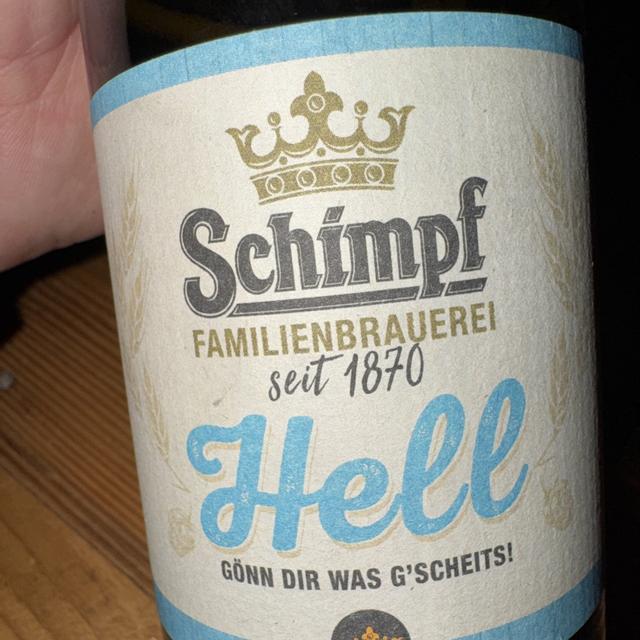 Schimpf
FAMILIENBRAUEREI
seit 1870
Hell
GÖNN DIR WAS G'SCHEITS!